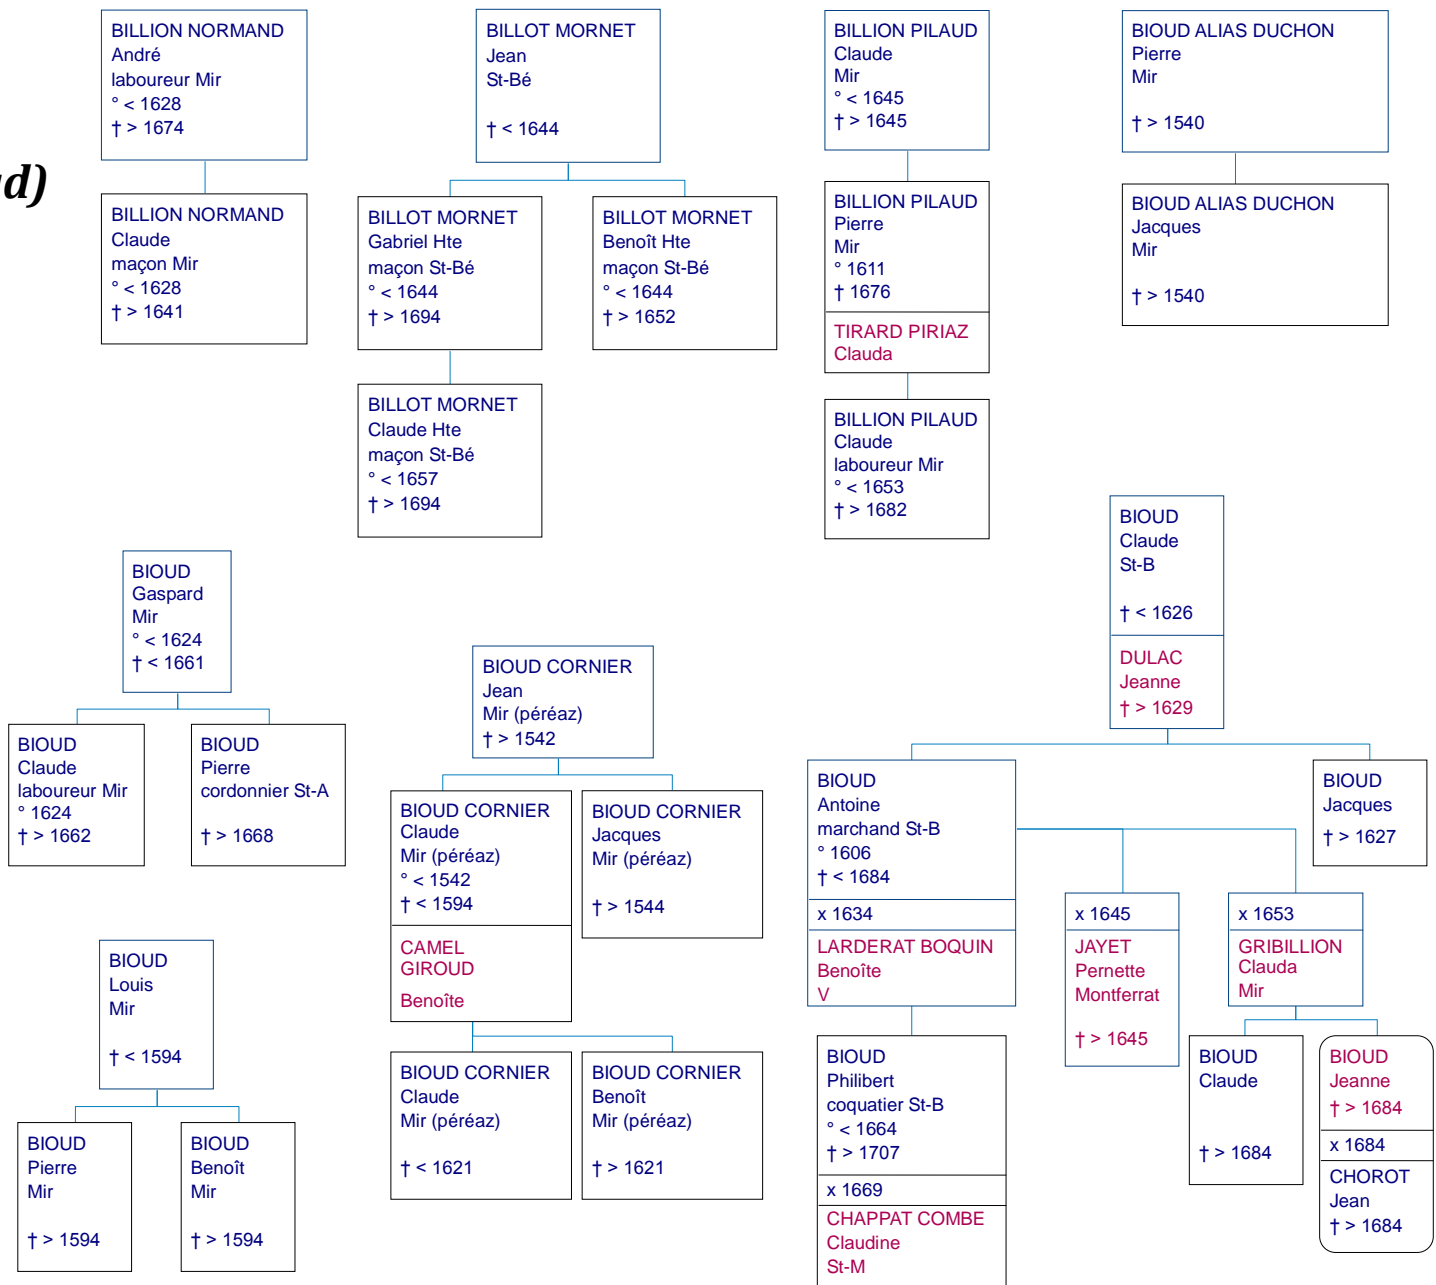 BILLION NORMAND
André
laboureur Mir
° < 1628
† > 1674
BILLOT MORNET
Jean
St-Bé
† < 1644
BILLION PILAUD
Claude
Mir
° < 1645
† > 1645
BIOUD ALIAS DUCHON
Pierre
Mir
† > 1540
ud)
BILLION NORMAND
Claude
maçon Mir
° < 1628
† > 1641
BILLOT MORNET
Gabriel Hte
maçon St-Bé
° < 1644
† > 1694
BILLOT MORNET
Benoît Hte
maçon St-Bé
° < 1644
† > 1652
BILLION PILAUD
Pierre
Mir
° 1611
† 1676
TIRARD PIRIAZ
Clauda
BIOUD ALIAS DUCHON
Jacques
Mir
† > 1540
BILLOT MORNET
Claude Hte
maçon St-Bé
° < 1657
† > 1694
BILLION PILAUD
Claude
laboureur Mir
° < 1653
† > 1682
BIOUD
Claude
St-B
† < 1626
DULAC
Jeanne
† > 1629
BIOUD
Gaspard
Mir
° < 1624
† < 1661
BIOUD
Claude
laboureur Mir
° 1624
† > 1662
BIOUD
Pierre
cordonnier St-A
† > 1668
BIOUD CORNIER
Jean
Mir (péréaz)
† > 1542
BIOUD CORNIER
Claude
Mir (péréaz)
° < 1542
† < 1594
CAMEL
GIROUD
Benoîte
BIOUD CORNIER
Jacques
Mir (péréaz)
† > 1544
BIOUD
Antoine
marchand St-B
° 1606
† < 1684
x 1634
LARDERAT BOQUIN
Benoîte
V
BIOUD
Jacques
† > 1627
x 1645
JAYET
Pernette
Montferrat
† > 1645
x 1653
GRIBILLION
Clauda
Mir
BIOUD
Louis
Mir
† < 1594
BIOUD
Pierre
Mir
† > 1594
BIOUD
Benoît
Mir
† > 1594
BIOUD CORNIER
Claude
Mir (péréaz)
† < 1621
BIOUD CORNIER
Benoît
Mir (péréaz)
† > 1621
BIOUD
Philibert
coquatier St-B
° < 1664
† > 1707
x 1669
CHAPPAT COMBE
Claudine
St-M
BIOUD
Claude
† > 1684
BIOUD
Jeanne
† > 1684
x 1684
CHOROT
Jean
† > 1684